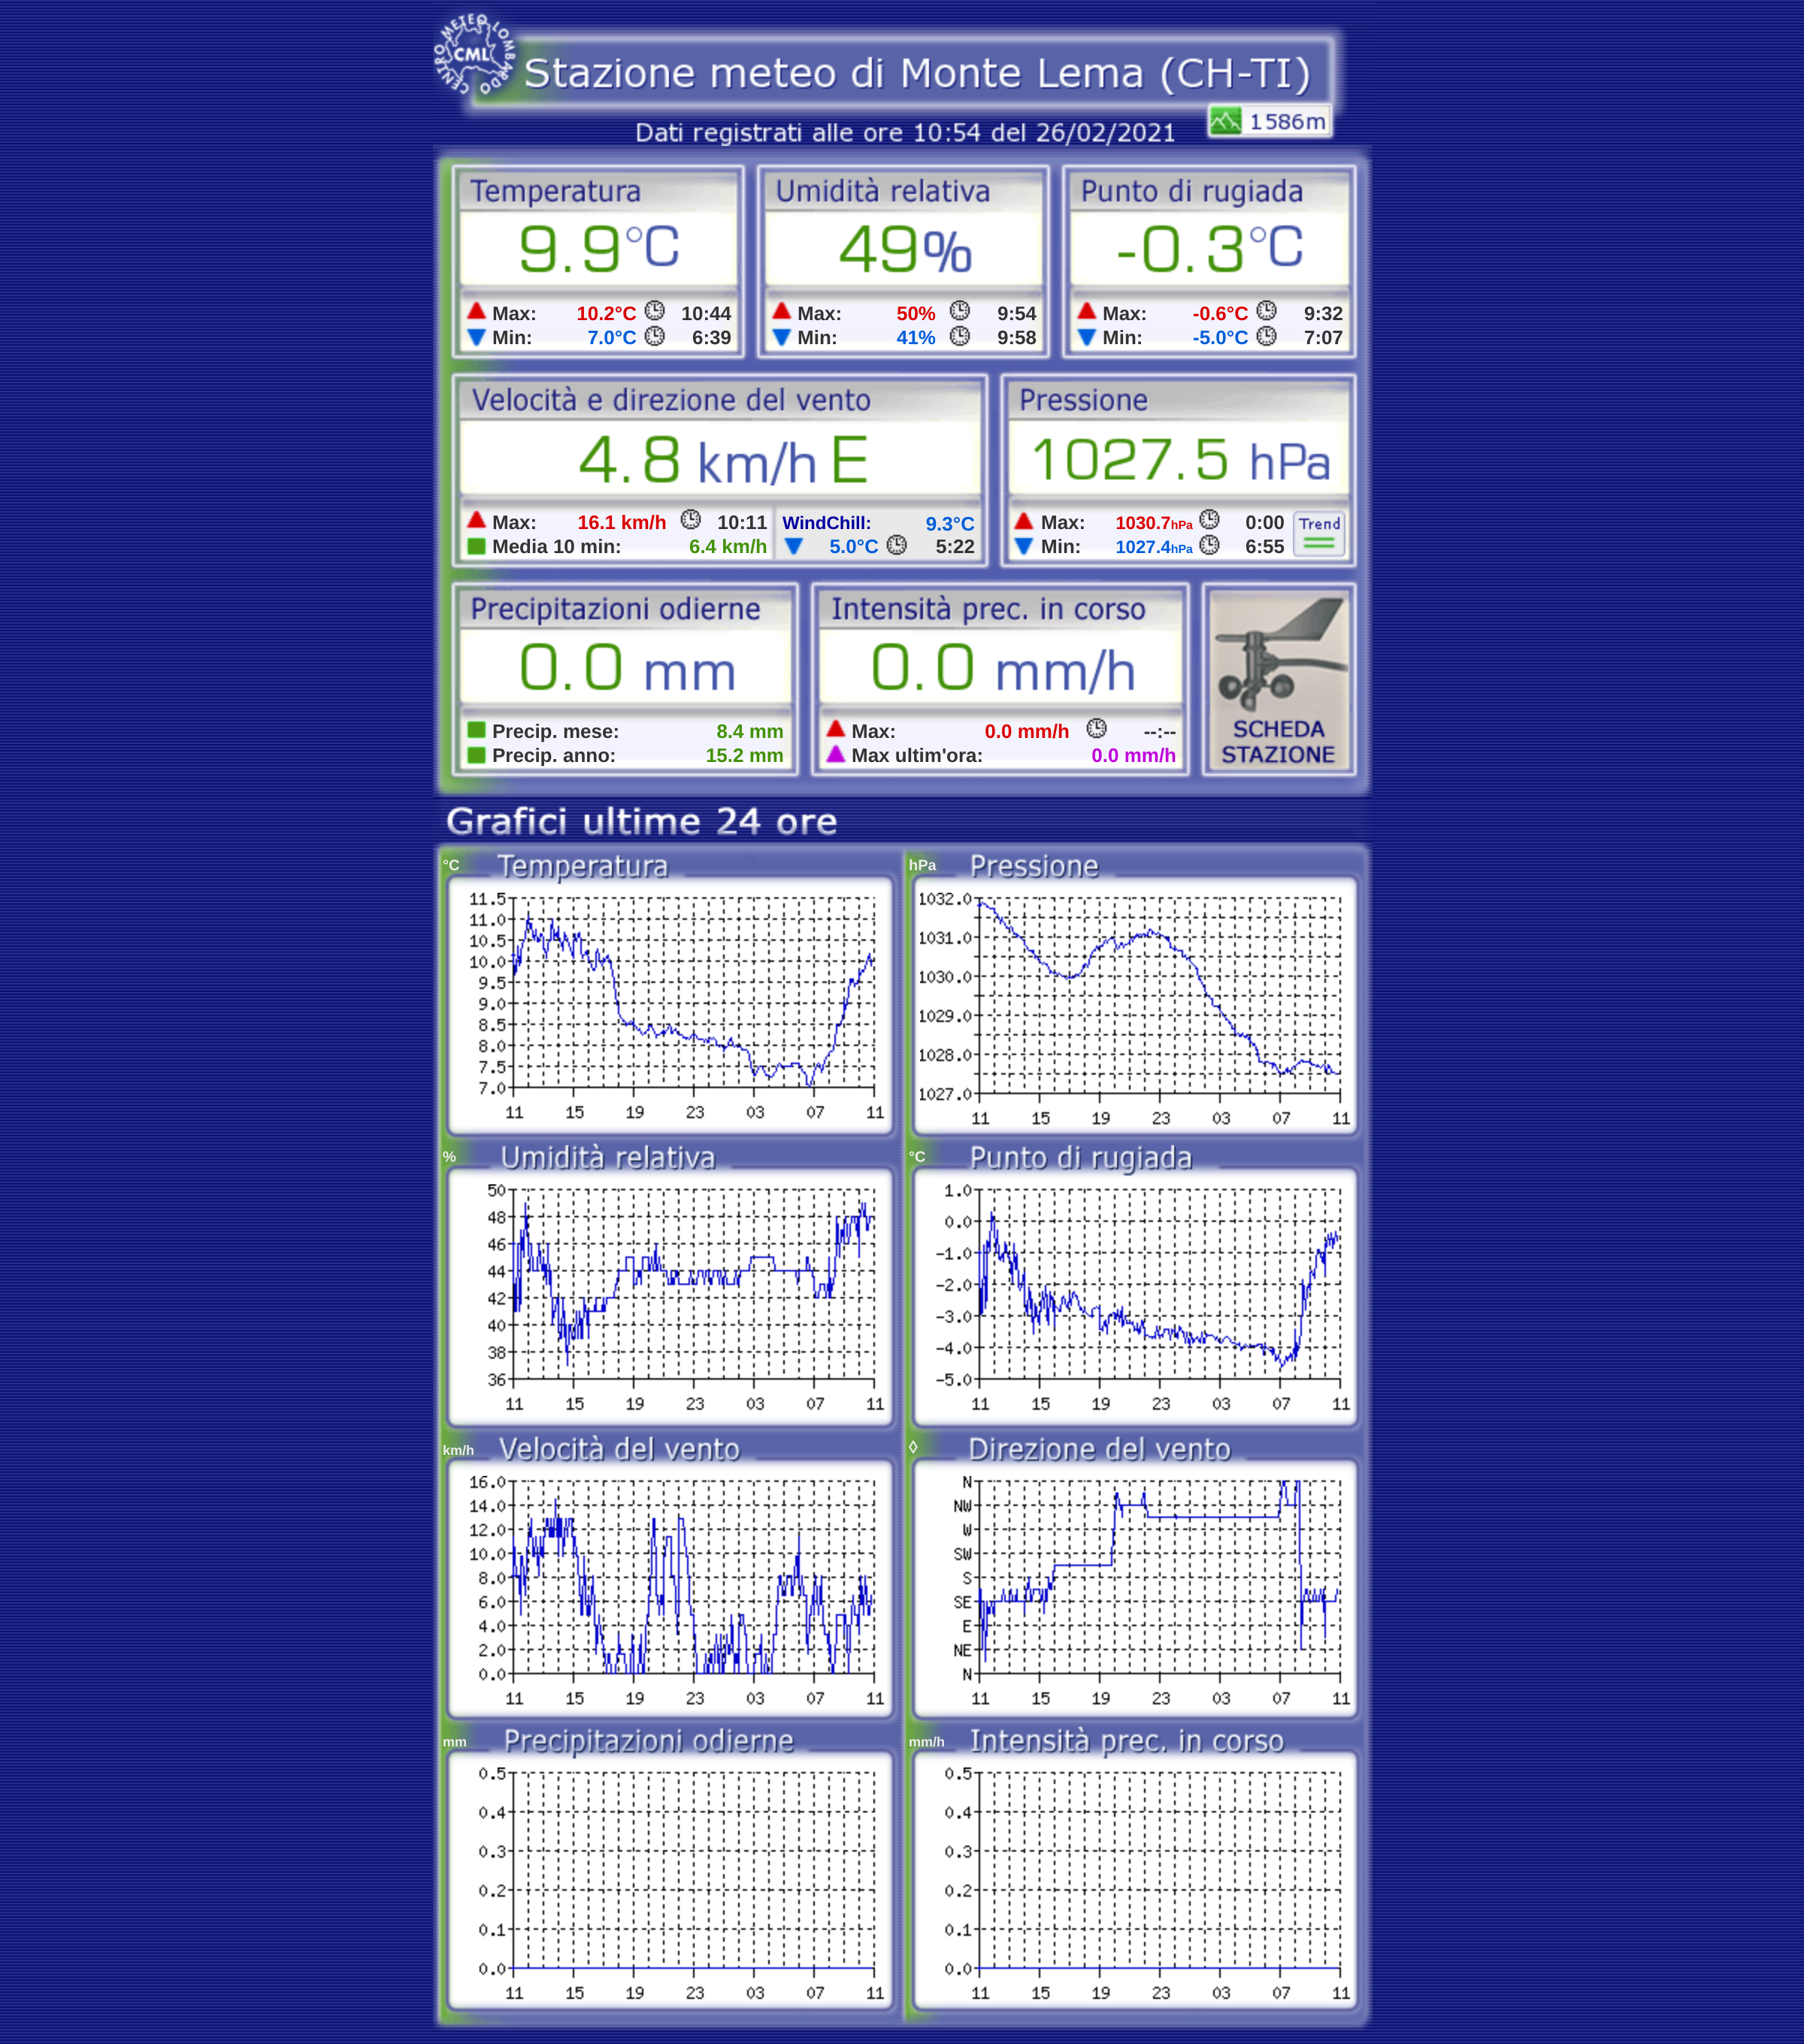 CENTRO METEO LOMBARDO
CML
Stazione meteo di Monte Lema (CH-TI)
1586m
Dati registrati alle ore 10:54 del 26/02/2021
Temperatura
9.9°C
Max: 10.2°C 10:44
Min: 7.0°C 6:39
Umidità relativa
49%
Max: 50% 9:54
Min: 41% 9:58
Punto di rugiada
-0.3°C
Max: -0.6°C 9:32
Min: -5.0°C 7:07
Velocità e direzione del vento
4.8 km/h E
Max: 16.1 km/h 10:11
Media 10 min: 6.4 km/h
WindChill: 9.3°C
5.0°C 5:22
Pressione
1027.5 hPa
Max: 1030.7hPa 0:00
Min: 1027.4hPa 6:55
Trend
Precipitazioni odierne
0.0 mm
Precip. mese: 8.4 mm
Precip. anno: 15.2 mm
Intensità prec. in corso
0.0 mm/h
Max: 0.0 mm/h --:--
Max ultim'ora: 0.0 mm/h
SCHEDA
STAZIONE
Grafici ultime 24 ore
°C Temperatura
11.5
11.0
10.5
10.0
9.5
9.0
8.5
8.0
7.5
7.0
11 15 19 23 03 07 11
hPa Pressione
1032.0
1031.0
1030.0
1029.0
1028.0
1027.0
11 15 19 23 03 07 11
% Umidità relativa
50
48
46
44
42
40
38
36
11 15 19 23 03 07 11
°C Punto di rugiada
1.0
0.0
-1.0
-2.0
-3.0
-4.0
-5.0
11 15 19 23 03 07 11
km/h Velocità del vento
16.0
14.0
12.0
10.0
8.0
6.0
4.0
2.0
0.0
11 15 19 23 03 07 11
◊ Direzione del vento
N
NW
W
SW
S
SE
E
NE
N
11 15 19 23 03 07 11
mm Precipitazioni odierne
0.5
0.4
0.3
0.2
0.1
0.0
11 15 19 23 03 07 11
mm/h Intensità prec. in corso
0.5
0.4
0.3
0.2
0.1
0.0
11 15 19 23 03 07 11